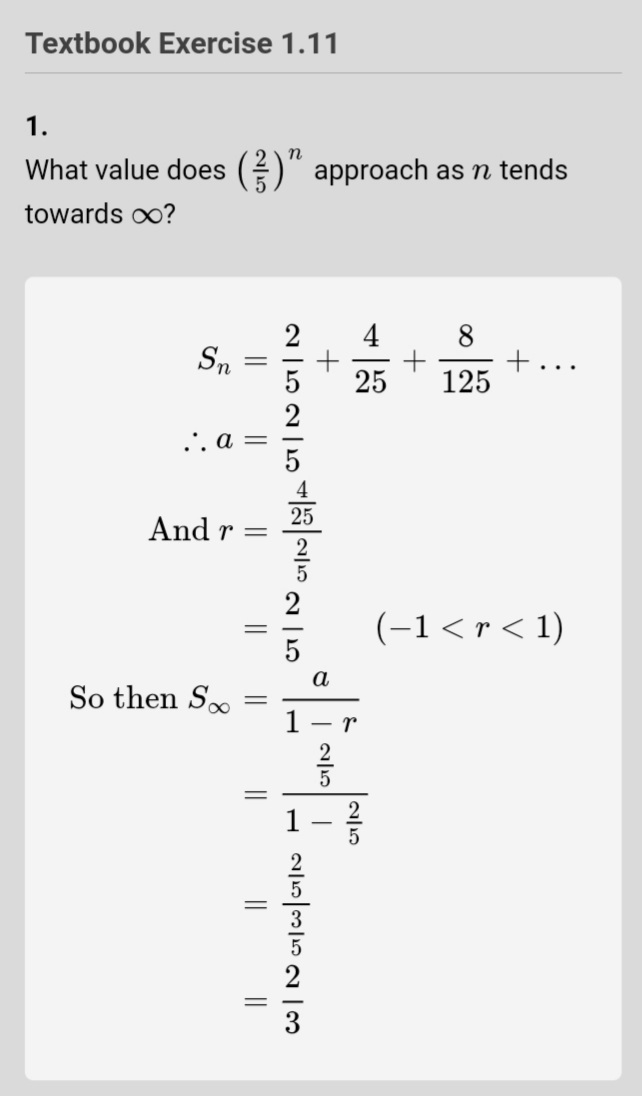 Textbook Exercise 1.11
1.
What value does $\left(\frac{2}{5}\right)^n$ approach as $n$ tends
towards $\infty$?
$S_n = \frac{2}{5} + \frac{4}{25} + \frac{8}{125} + \ldots$
$\therefore a = \frac{2}{5}$
And $r = \frac{\frac{4}{25}}{\frac{2}{5}}$
$= \frac{2}{5} \quad (-1 < r < 1)$
So then $S_\infty = \frac{a}{1 - r}$
$= \frac{\frac{2}{5}}{1 - \frac{2}{5}}$
$= \frac{\frac{2}{5}}{\frac{3}{5}}$
$= \frac{2}{3}$